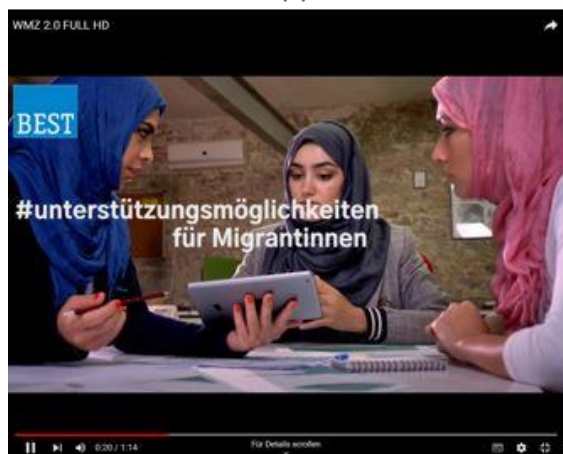 WMZ 2.0 FULL HD
BEST
#unterstützungsmöglichkeiten
für Migrantinnen
0:20 / 1:14
Für Details scrollen